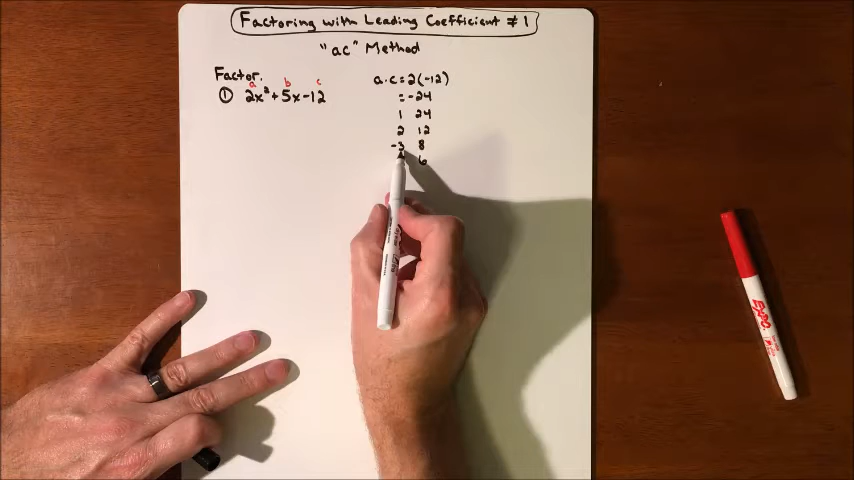 Factoring with Leading Coefficient ≠ 1
"ac" Method
Factor.
a b c
① 2x² + 5x - 12
a·c = 2(-12)
= -24
1 24
2 12
-3 8
6
EXPO